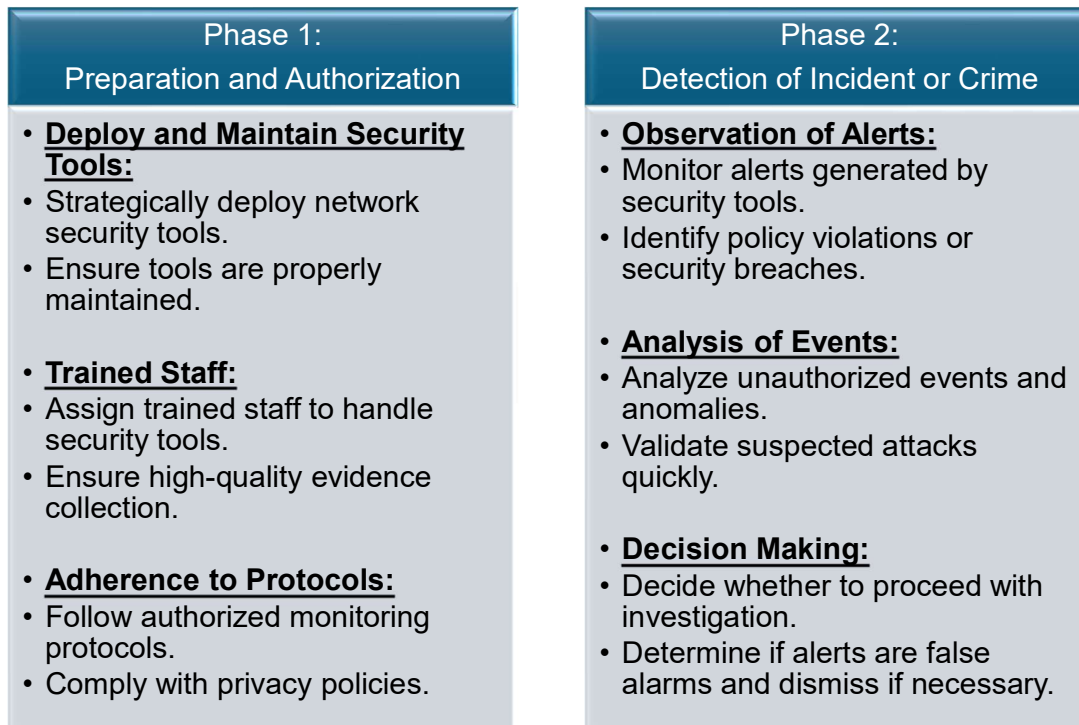 Phase 1:
Preparation and Authorization
• Deploy and Maintain Security
Tools:
• Strategically deploy network
security tools.
• Ensure tools are properly
maintained.
• Trained Staff:
• Assign trained staff to handle
security tools.
• Ensure high-quality evidence
collection.
• Adherence to Protocols:
• Follow authorized monitoring
protocols.
• Comply with privacy policies.
Phase 2:
Detection of Incident or Crime
• Observation of Alerts:
• Monitor alerts generated by
security tools.
• Identify policy violations or
security breaches.
• Analysis of Events:
• Analyze unauthorized events and
anomalies.
• Validate suspected attacks
quickly.
• Decision Making:
• Decide whether to proceed with
investigation.
• Determine if alerts are false
alarms and dismiss if necessary.